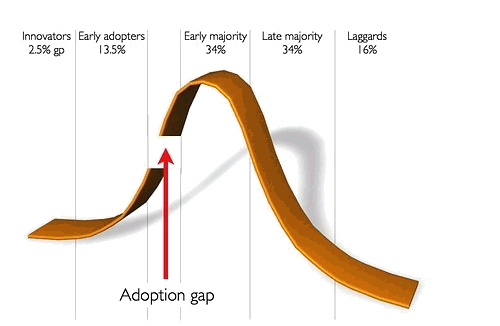 Innovators
2.5% gp
Early adopters
13.5%
Early majority
34%
Late majority
34%
Laggards
16%
Adoption gap